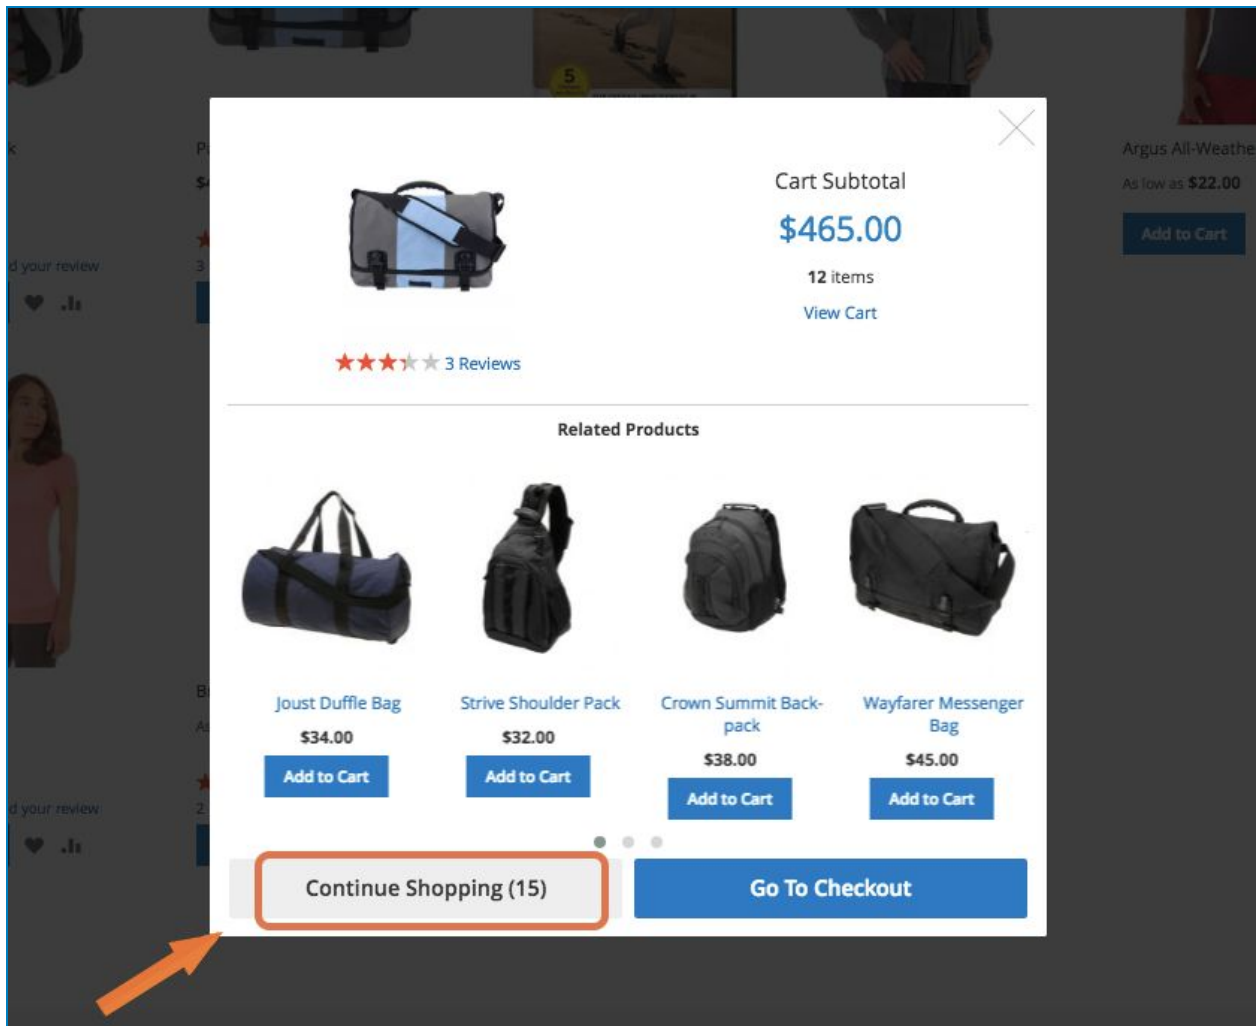 5
Cart Subtotal
$465.00
12 items
View Cart
3 Reviews
Related Products
Joust Duffle Bag
$34.00
Add to Cart
Strive Shoulder Pack
$32.00
Add to Cart
Crown Summit Back-
pack
$38.00
Add to Cart
Wayfarer Messenger
Bag
$45.00
Add to Cart
Continue Shopping (15)
Go To Checkout
Argus All-Weathe
As low as $22.00
Add to Cart
d your review
3
d your review
2